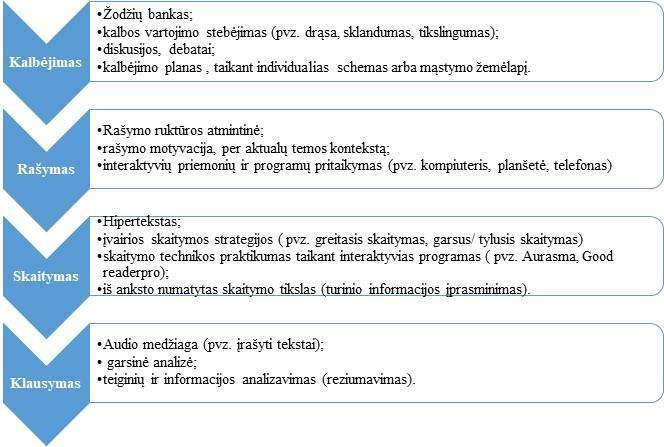 Kalbėjimas
•Žodžių bankas;
•kalbos vartojimo stebėjimas (pvz. drąsa, sklandumas, tikslingumas);
•diskusijos, debatai;
•kalbėjimo planas , taikant individualias schemas arba mąstymo žemėlapį.
Rašymas
•Rašymo ruktūros atmintinė;
•rašymo motyvacija, per aktualų temos kontekstą;
•interaktyvių priemonių ir programų pritaikymas (pvz. kompiuteris, planšetė, telefonas)
Skaitymas
•Hipertekstas;
•įvairios skaitymos strategijos ( pvz. greitasis skaitymas, garsus/ tylusis skaitymas)
•skaitymo technikos praktikumas taikant interaktyvias programas ( pvz. Aurasma, Good
readerpro);
•iš anksto numatytas skaitymo tikslas (turinio informacijos įprasminimas).
Klausymas
•Audio medžiaga (pvz. įrašyti tekstai);
• garsinė analizė;
•teiginių ir informacijos analizavimas (reziumavimas).